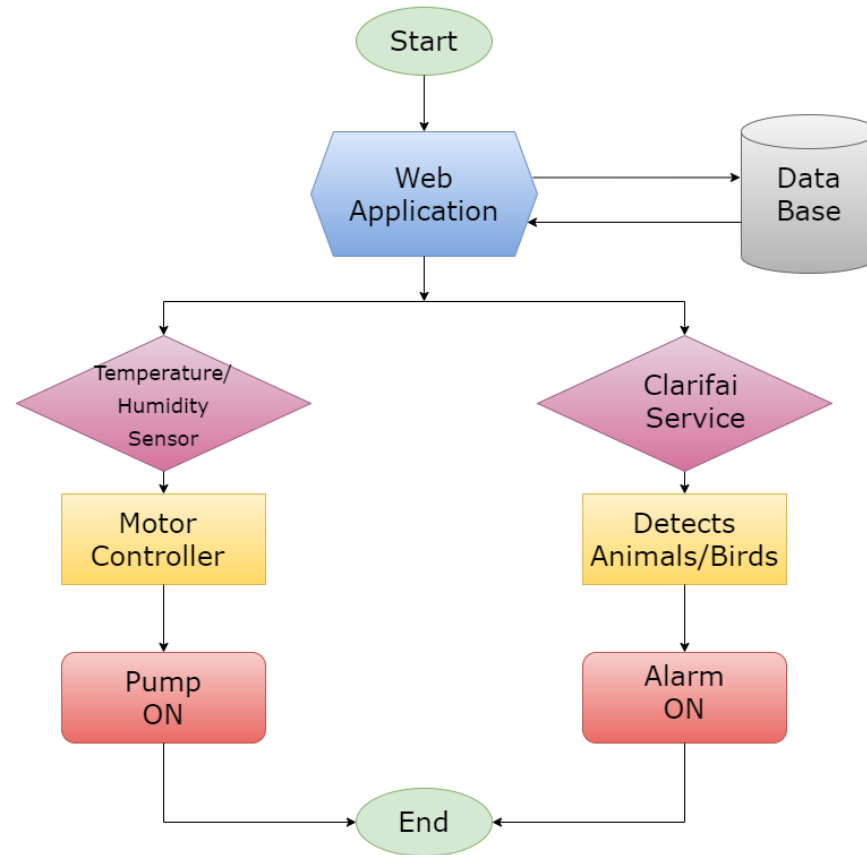 Start
Web
Application
Data
Base
Temperature/
Humidity
Sensor
Clarifai
Service
Motor
Controller
Detects
Animals/Birds
Pump
ON
Alarm
ON
End